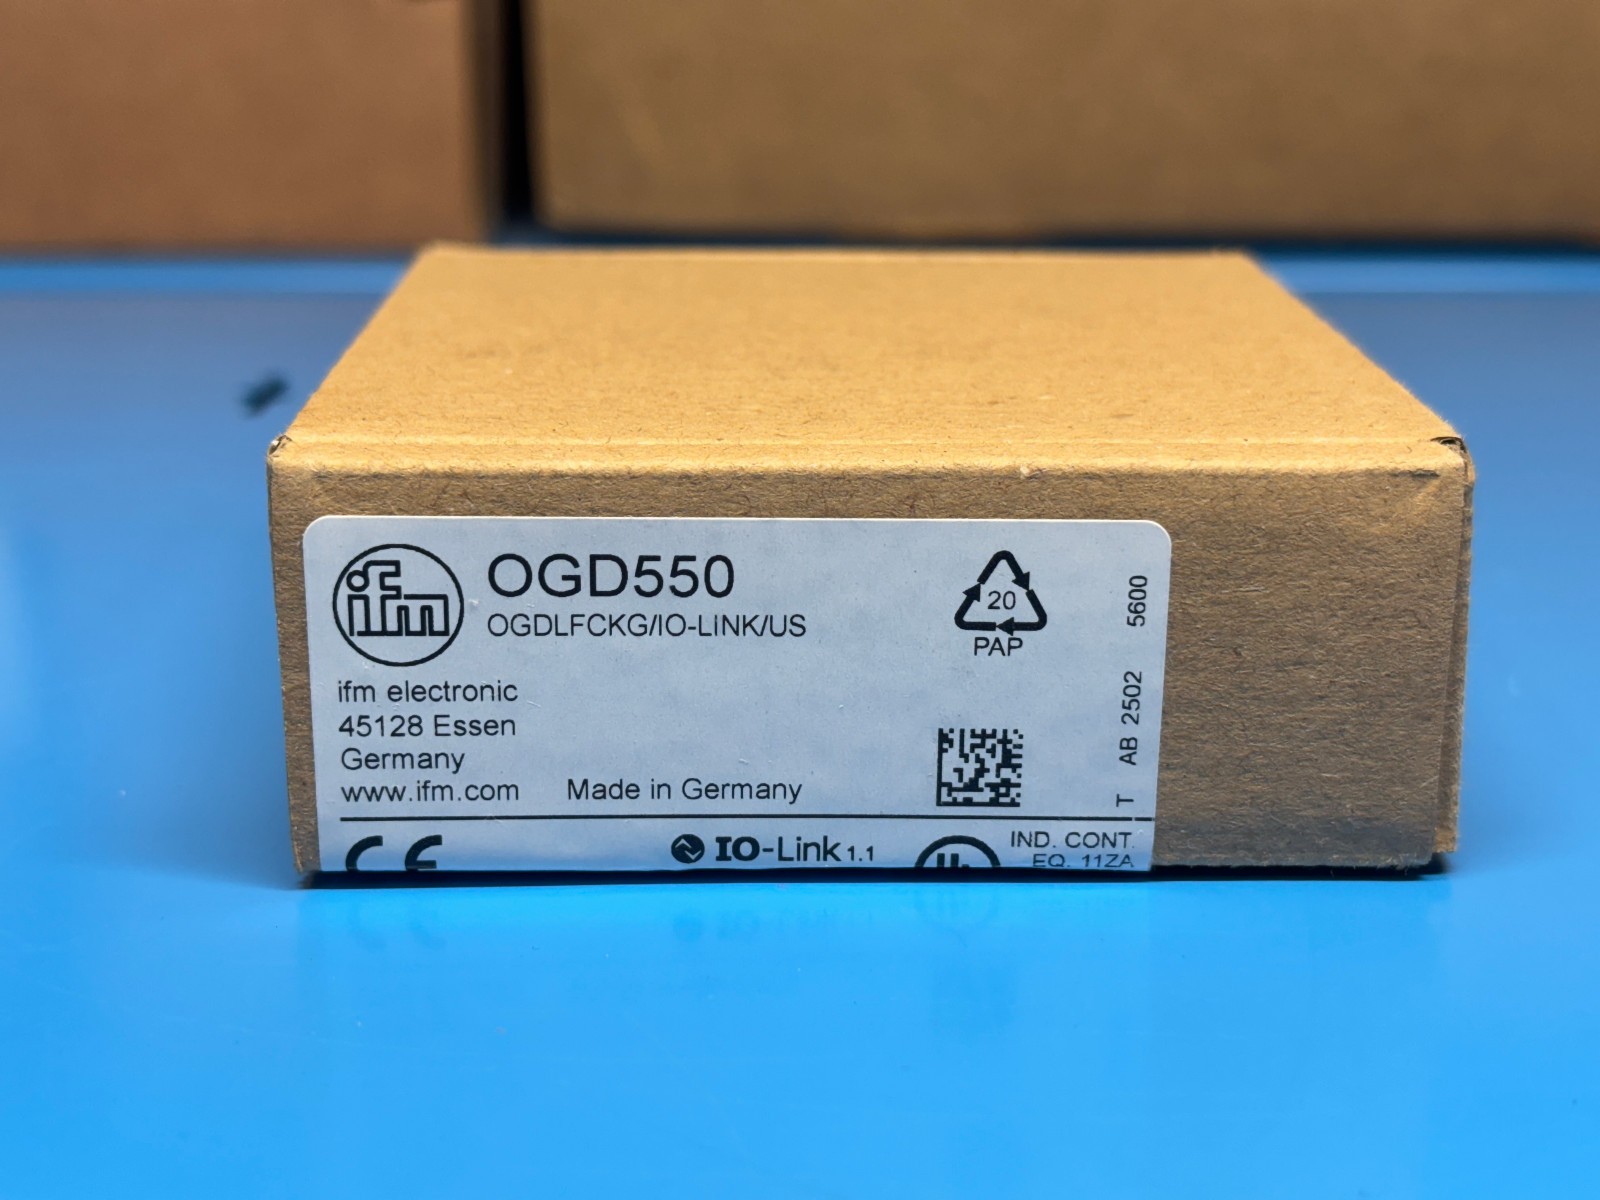 ifm
OGD550
OGDLFCKG/IO-LINK/US
20
PAP
ifm electronic
45128 Essen
Germany
www.ifm.com
Made in Germany
T AB 2502 5600
CE
IO-Link 1.1
UL
IND. CONT.
EQ. 11ZA